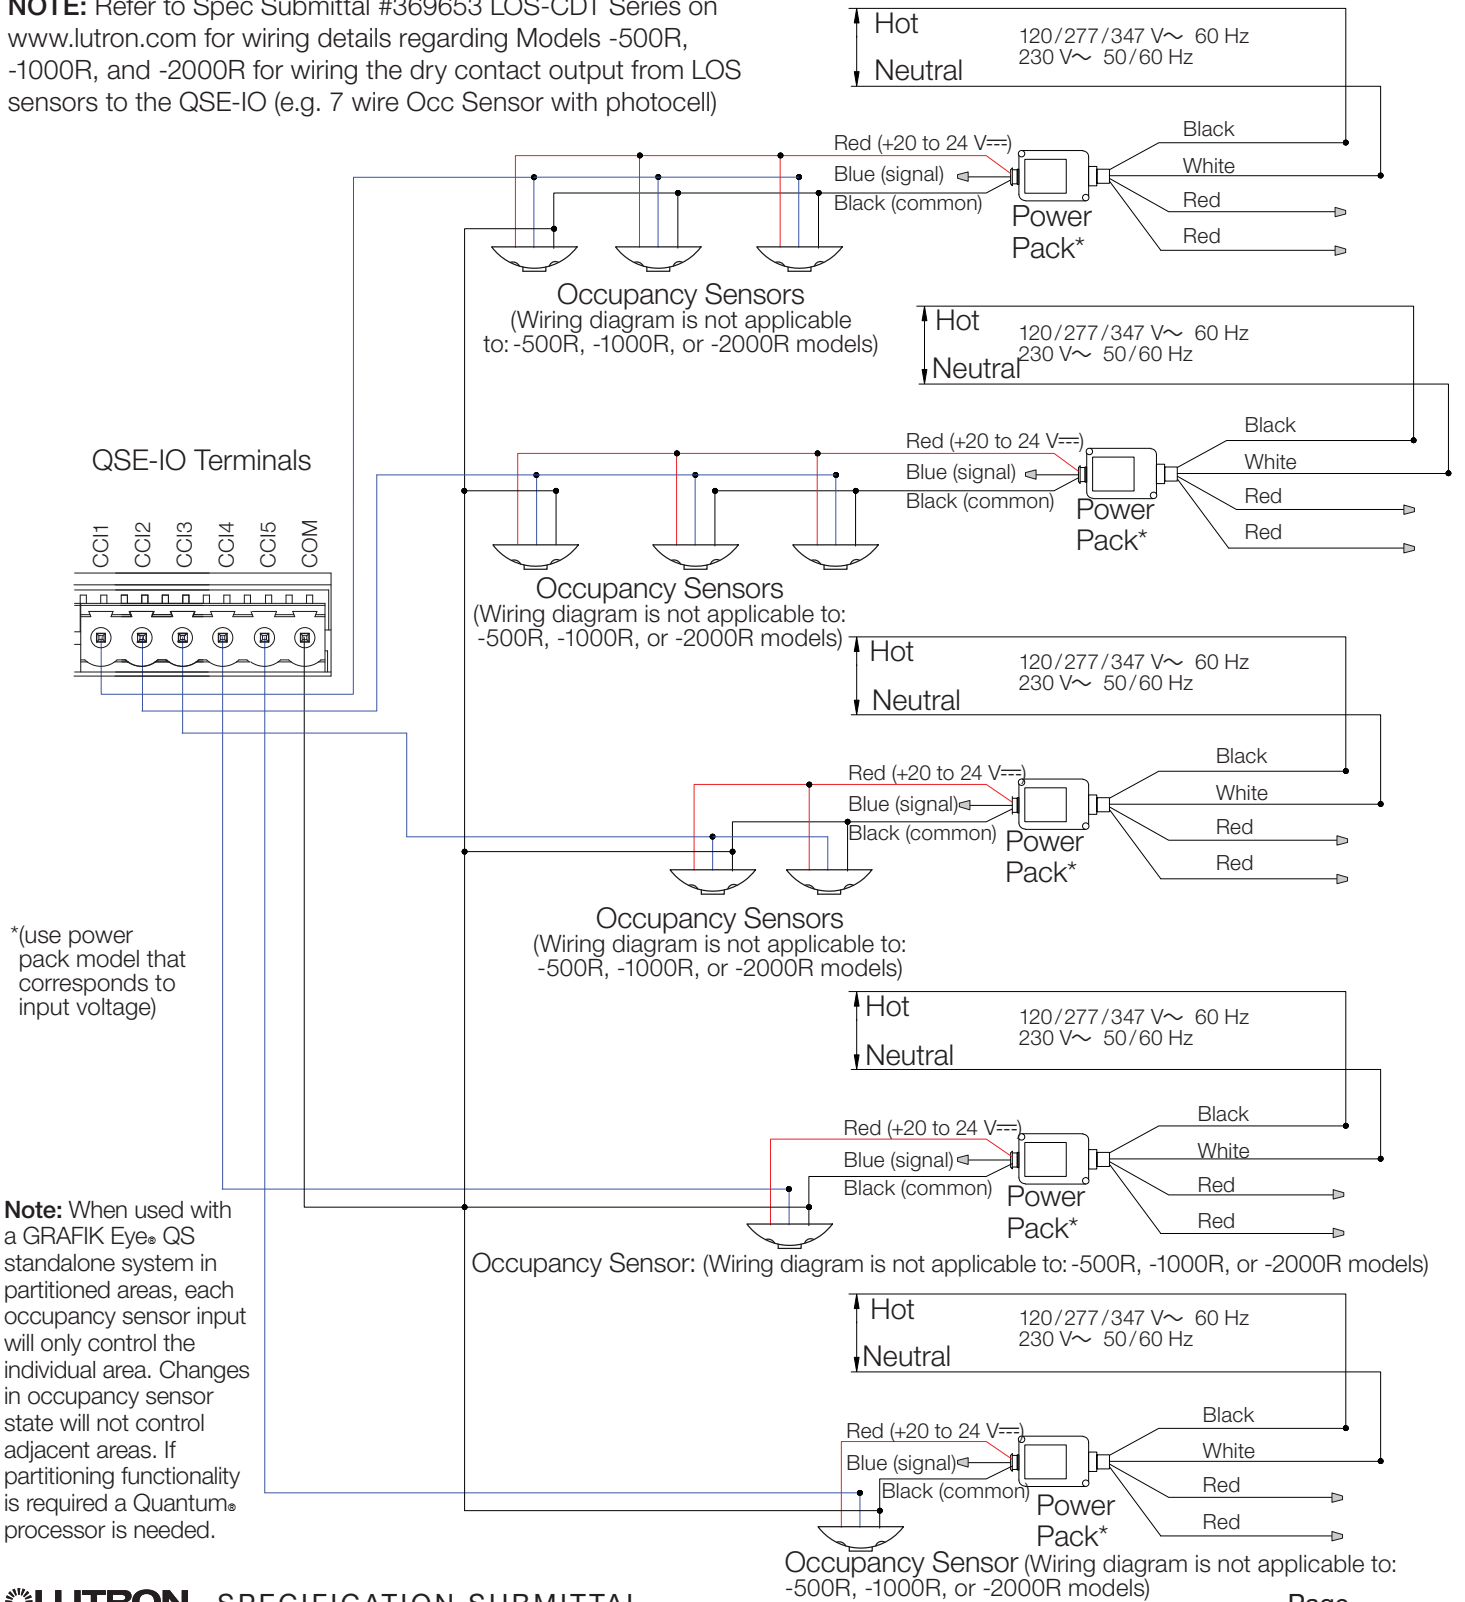 NOTE: Refer to Spec Submittal #369653 LOS-CDT Series on
www.lutron.com for wiring details regarding Models -500R,
-1000R, and -2000R for wiring the dry contact output from LOS
sensors to the QSE-IO (e.g. 7 wire Occ Sensor with photocell)
Hot
120/277/347 V~ 60 Hz
230 V~ 50/60 Hz
Neutral
Black
White
Red
Red
Red (+20 to 24 V⎓)
Blue (signal)
Black (common)
Power
Pack*
Occupancy Sensors
(Wiring diagram is not applicable
to: -500R, -1000R, or -2000R models)
Hot
120/277/347 V~ 60 Hz
230 V~ 50/60 Hz
Neutral
Black
White
Red
Red
Red (+20 to 24 V⎓)
Blue (signal)
Black (common)
Power
Pack*
Occupancy Sensors
(Wiring diagram is not applicable to:
-500R, -1000R, or -2000R models)
QSE-IO Terminals
CCI1
CCI2
CCI3
CCI4
CCI5
COM
Hot
120/277/347 V~ 60 Hz
230 V~ 50/60 Hz
Neutral
Black
White
Red
Red
Red (+20 to 24 V⎓)
Blue (signal)
Black (common)
Power
Pack*
Occupancy Sensors
(Wiring diagram is not applicable to:
-500R, -1000R, or -2000R models)
*(use power
pack model that
corresponds to
input voltage)
Hot
120/277/347 V~ 60 Hz
230 V~ 50/60 Hz
Neutral
Black
White
Red
Red
Red (+20 to 24 V⎓)
Blue (signal)
Black (common)
Power
Pack*
Occupancy Sensor: (Wiring diagram is not applicable to: -500R, -1000R, or -2000R models)
Note: When used with
a GRAFIK Eye® QS
standalone system in
partitioned areas, each
occupancy sensor input
will only control the
individual area. Changes
in occupancy sensor
state will not control
adjacent areas. If
partitioning functionality
is required a Quantum®
processor is needed.
Hot
120/277/347 V~ 60 Hz
230 V~ 50/60 Hz
Neutral
Black
White
Red
Red
Red (+20 to 24 V⎓)
Blue (signal)
Black (common)
Power
Pack*
Occupancy Sensor (Wiring diagram is not applicable to:
-500R, -1000R, or -2000R models)
LUTRON SPECIFICATION SUBMITTAL
Page